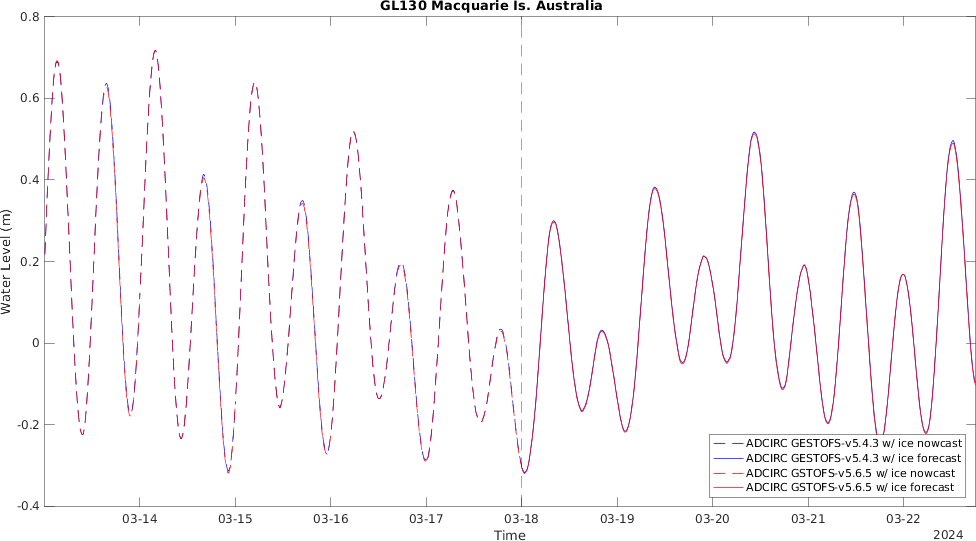 GL130 Macquarie Is. Australia
0.8
0.6
0.4
0.2
0
-0.2
-0.4
Water Level (m)
ADCIRC GESTOFS-v5.4.3 w/ ice nowcast
ADCIRC GESTOFS-v5.4.3 w/ ice forecast
ADCIRC GSTOFS-v5.6.5 w/ ice nowcast
ADCIRC GSTOFS-v5.6.5 w/ ice forecast
03-14 03-15 03-16 03-17 03-18 03-19 03-20 03-21 03-22
Time
2024